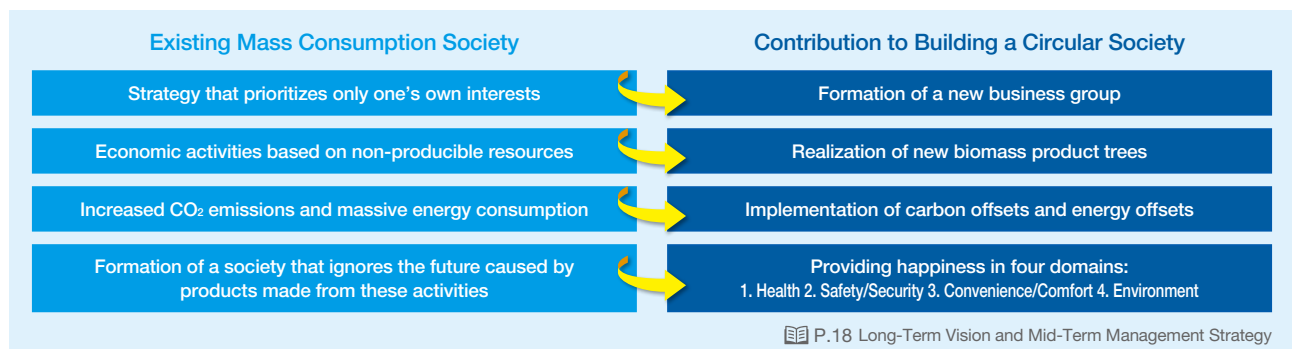 Existing Mass Consumption Society
Contribution to Building a Circular Society
Strategy that prioritizes only one's own interests
Formation of a new business group
Economic activities based on non-producible resources
Realization of new biomass product trees
Increased CO₂ emissions and massive energy consumption
Implementation of carbon offsets and energy offsets
Formation of a society that ignores the future caused by
products made from these activities
Providing happiness in four domains:
1. Health 2. Safety/Security 3. Convenience/Comfort 4. Environment
P.18 Long-Term Vision and Mid-Term Management Strategy